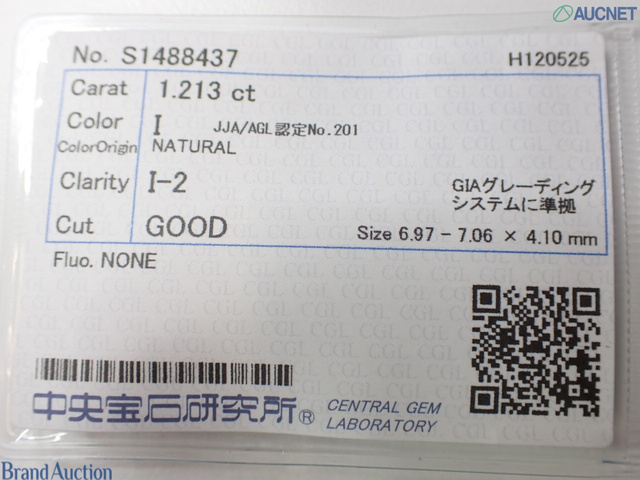 AUCNET
No. S1488437 H120525
Carat 1.213 ct
Color I JJA/AGL認定No.201
ColorOrigin NATURAL
Clarity I-2 GIAグレーディング
システムに準拠
Cut GOOD Size 6.97 - 7.06 × 4.10 mm
Fluo. NONE
中央宝石研究所® CENTRAL GEM
LABORATORY
Brand Auction